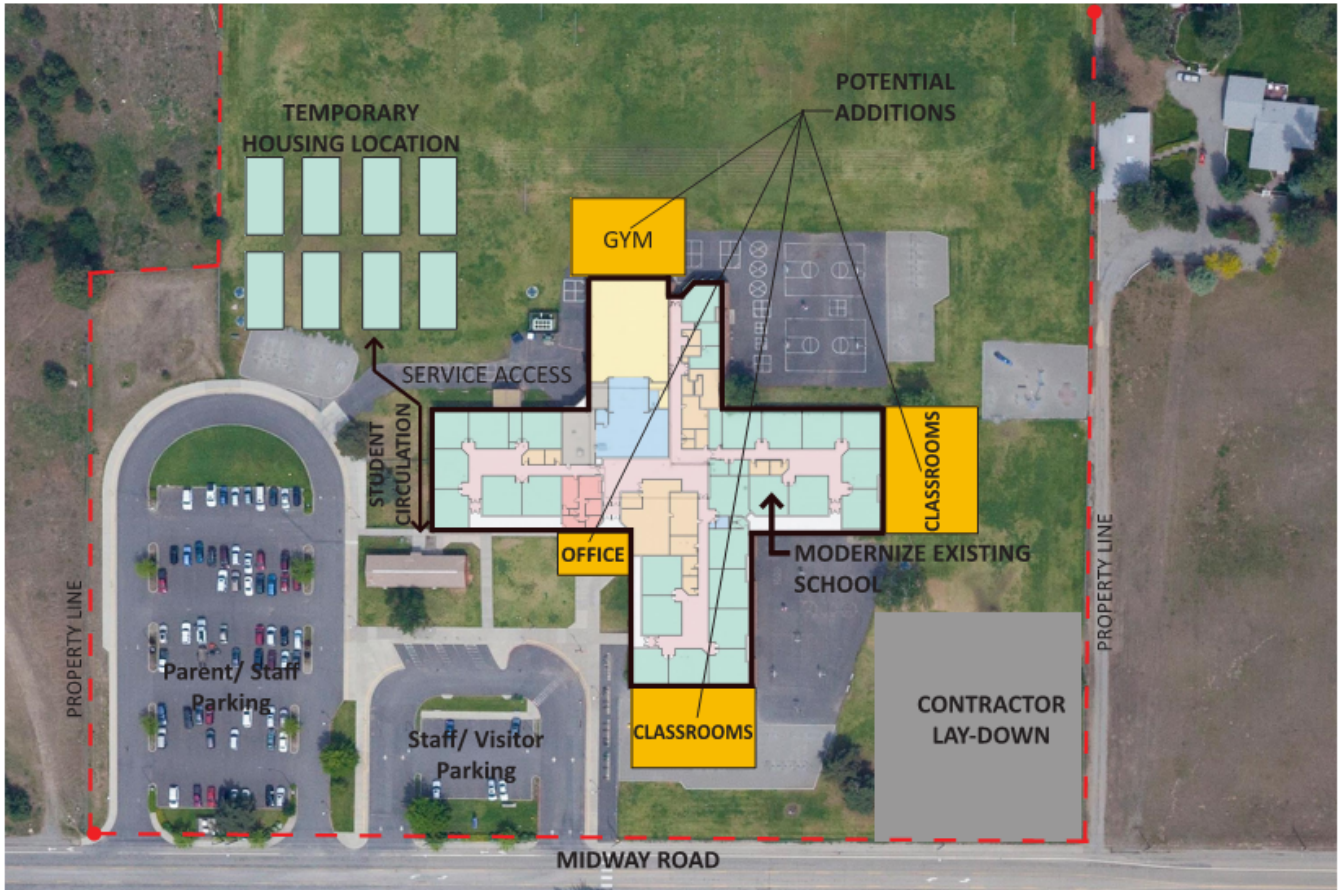 POTENTIAL
ADDITIONS
TEMPORARY
HOUSING LOCATION
GYM
SERVICE ACCESS
STUDENT
CIRCULATION
CLASSROOMS
OFFICE
MODERNIZE EXISTING
SCHOOL
PROPERTY LINE
PROPERTY LINE
Parent/ Staff
Parking
Staff/ Visitor
Parking
CLASSROOMS
CONTRACTOR
LAY-DOWN
MIDWAY ROAD